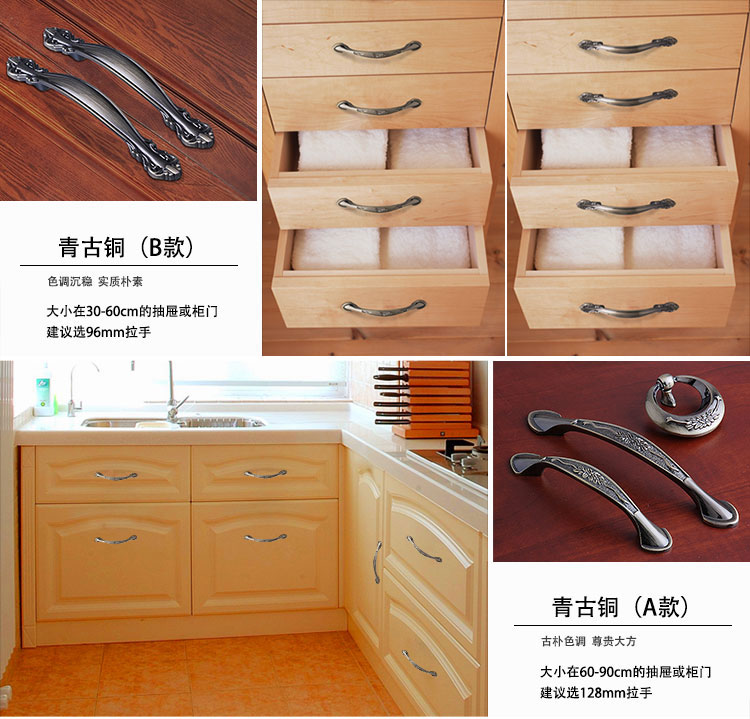 青古铜（B款）
色调沉稳 实质朴素
大小在30-60cm的抽屉或柜门
建议选96mm拉手
青古铜（A款）
古朴色调 尊贵大方
大小在60-90cm的抽屉或柜门
建议选128mm拉手